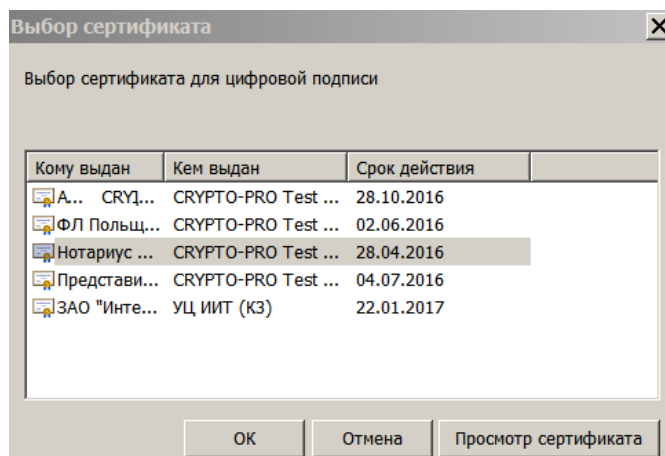 Выбор сертификата
Выбор сертификата для цифровой подписи
Кому выдан Кем выдан Срок действия
А... CRY... CRYPTO-PRO Test ... 28.10.2016
ФЛ Польщ... CRYPTO-PRO Test ... 02.06.2016
Нотариус ... CRYPTO-PRO Test ... 28.04.2016
Представи... CRYPTO-PRO Test ... 04.07.2016
ЗАО "Инте... УЦ ИИТ (К3) 22.01.2017
ОК Отмена Просмотр сертификата